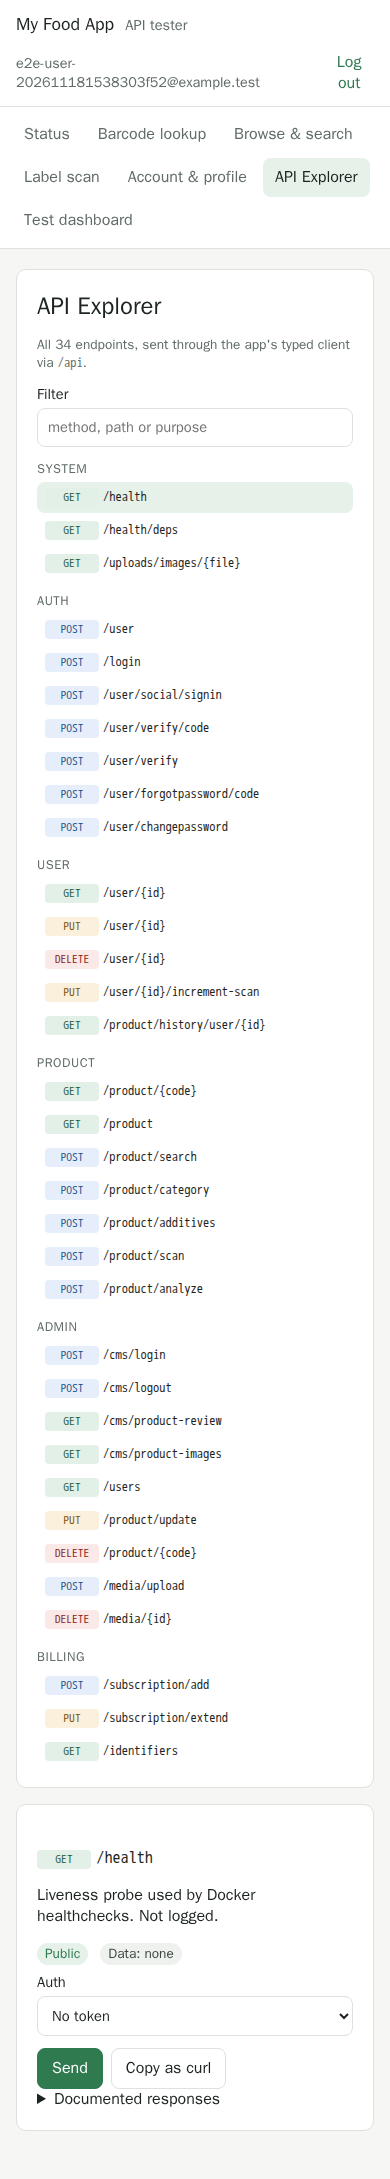 My Food App API tester
e2e-user-
202611181538303f52@example.test
Log
out
Status Barcode lookup Browse & search
Label scan Account & profile API Explorer
Test dashboard
API Explorer
All 34 endpoints, sent through the app's typed client
via /api.
Filter
method, path or purpose
SYSTEM
GET /health
GET /health/deps
GET /uploads/images/{file}
AUTH
POST /user
POST /login
POST /user/social/signin
POST /user/verify/code
POST /user/verify
POST /user/forgotpassword/code
POST /user/changepassword
USER
GET /user/{id}
PUT /user/{id}
DELETE /user/{id}
PUT /user/{id}/increment-scan
GET /product/history/user/{id}
PRODUCT
GET /product/{code}
GET /product
POST /product/search
POST /product/category
POST /product/additives
POST /product/scan
POST /product/analyze
ADMIN
POST /cms/login
POST /cms/logout
GET /cms/product-review
GET /cms/product-images
GET /users
PUT /product/update
DELETE /product/{code}
POST /media/upload
DELETE /media/{id}
BILLING
POST /subscription/add
PUT /subscription/extend
GET /identifiers
GET /health
Liveness probe used by Docker
healthchecks. Not logged.
Public Data: none
Auth
No token
Send Copy as curl
Documented responses